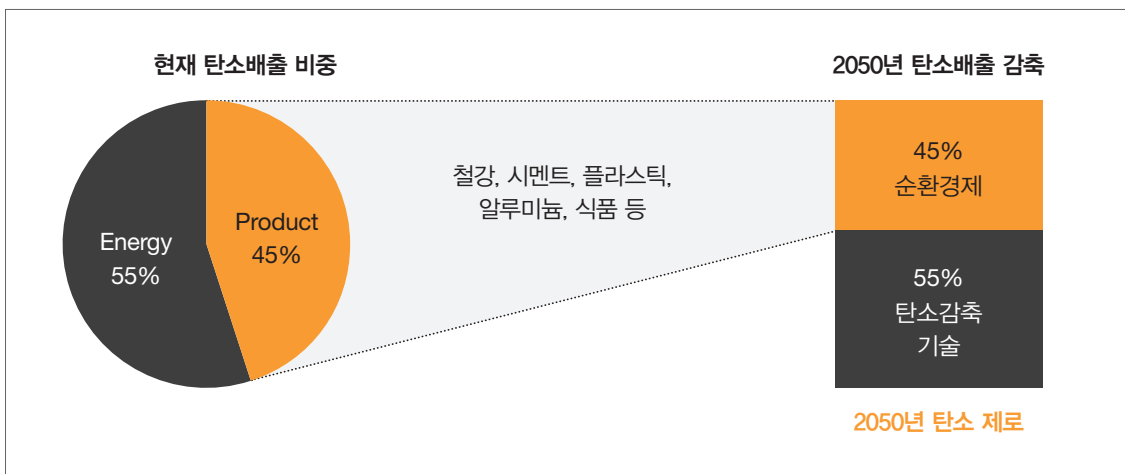 현재 탄소배출 비중
2050년 탄소배출 감축
Energy
55%
Product
45%
철강, 시멘트, 플라스틱,
알루미늄, 식품 등
45%
순환경제
55%
탄소감축
기술
2050년 탄소 제로